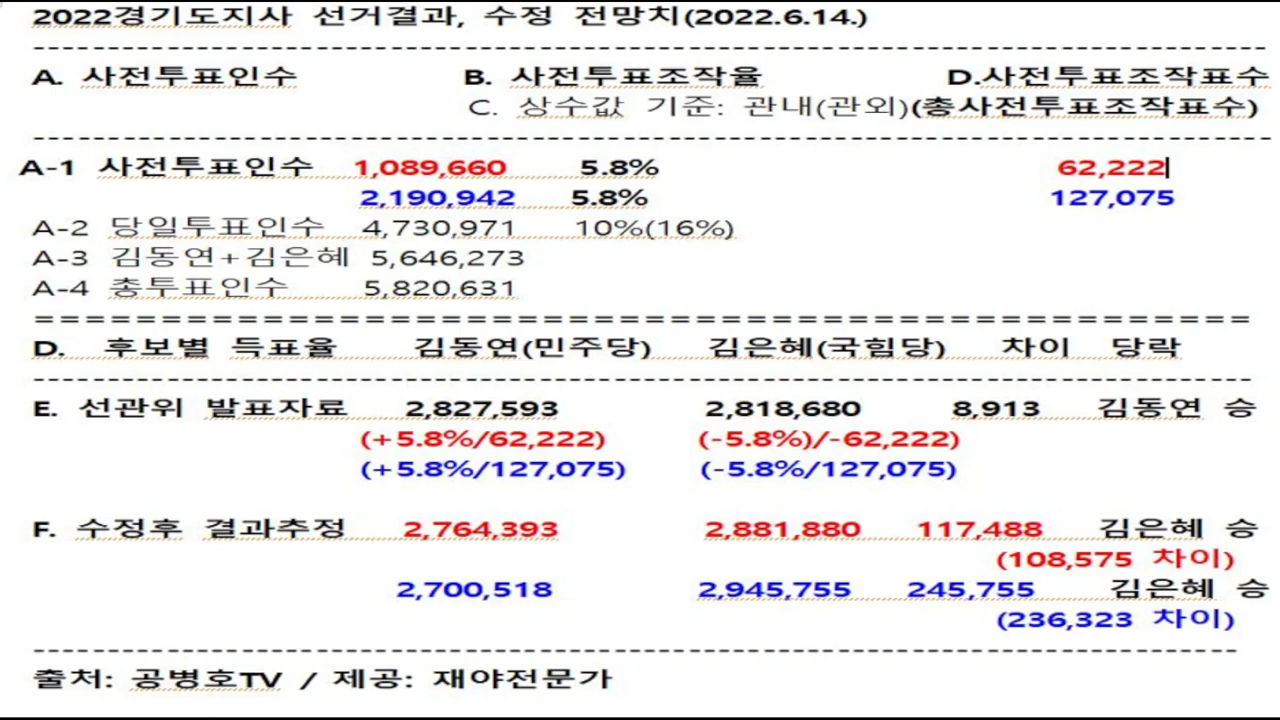 2022경기도지사 선거결과, 수정 전망치(2022.6.14.)
A. 사전투표인수 B. 사전투표조작율 D.사전투표조작표수
C. 상수값 기준: 관내(관외)(총사전투표조작표수)
A-1 사전투표인수 1,089,660 5.8% 62,222
2,190,942 5.8% 127,075
A-2 당일투표인수 4,730,971 10%(16%)
A-3 김동연+김은혜 5,646,273
A-4 총투표인수 5,820,631
D. 후보별 득표율 김동연(민주당) 김은혜(국힘당) 차이 당락
E. 선관위 발표자료 2,827,593 2,818,680 8,913 김동연 승
(+5.8%/62,222) (-5.8%)/-62,222)
(+5.8%/127,075) (-5.8%/127,075)
F. 수정후 결과추정 2,764,393 2,881,880 117,488 김은혜 승
(108,575 차이)
2,700,518 2,945,755 245,755 김은혜 승
(236,323 차이)
출처: 공병호TV / 제공: 재야전문가